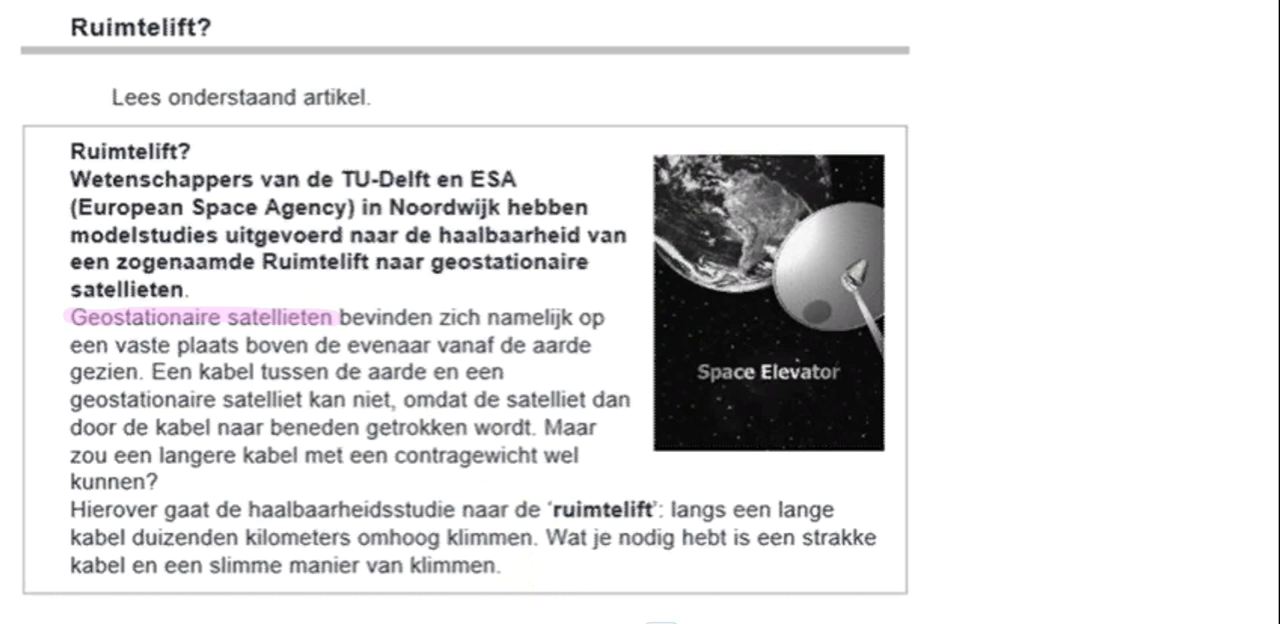 Ruimtelift?
Lees onderstaand artikel.
Ruimtelift?
Wetenschappers van de TU-Delft en ESA
(European Space Agency) in Noordwijk hebben
modelstudies uitgevoerd naar de haalbaarheid van
een zogenaamde Ruimtelift naar geostationaire
satellieten.
Geostationaire satellieten bevinden zich namelijk op
een vaste plaats boven de evenaar vanaf de aarde
gezien. Een kabel tussen de aarde en een
geostationaire satelliet kan niet, omdat de satelliet dan
door de kabel naar beneden getrokken wordt. Maar
zou een langere kabel met een contragewicht wel
kunnen?
Hierover gaat de haalbaarheidsstudie naar de ‘ruimtelift’: langs een lange
kabel duizenden kilometers omhoog klimmen. Wat je nodig hebt is een strakke
kabel en een slimme manier van klimmen.
Space Elevator